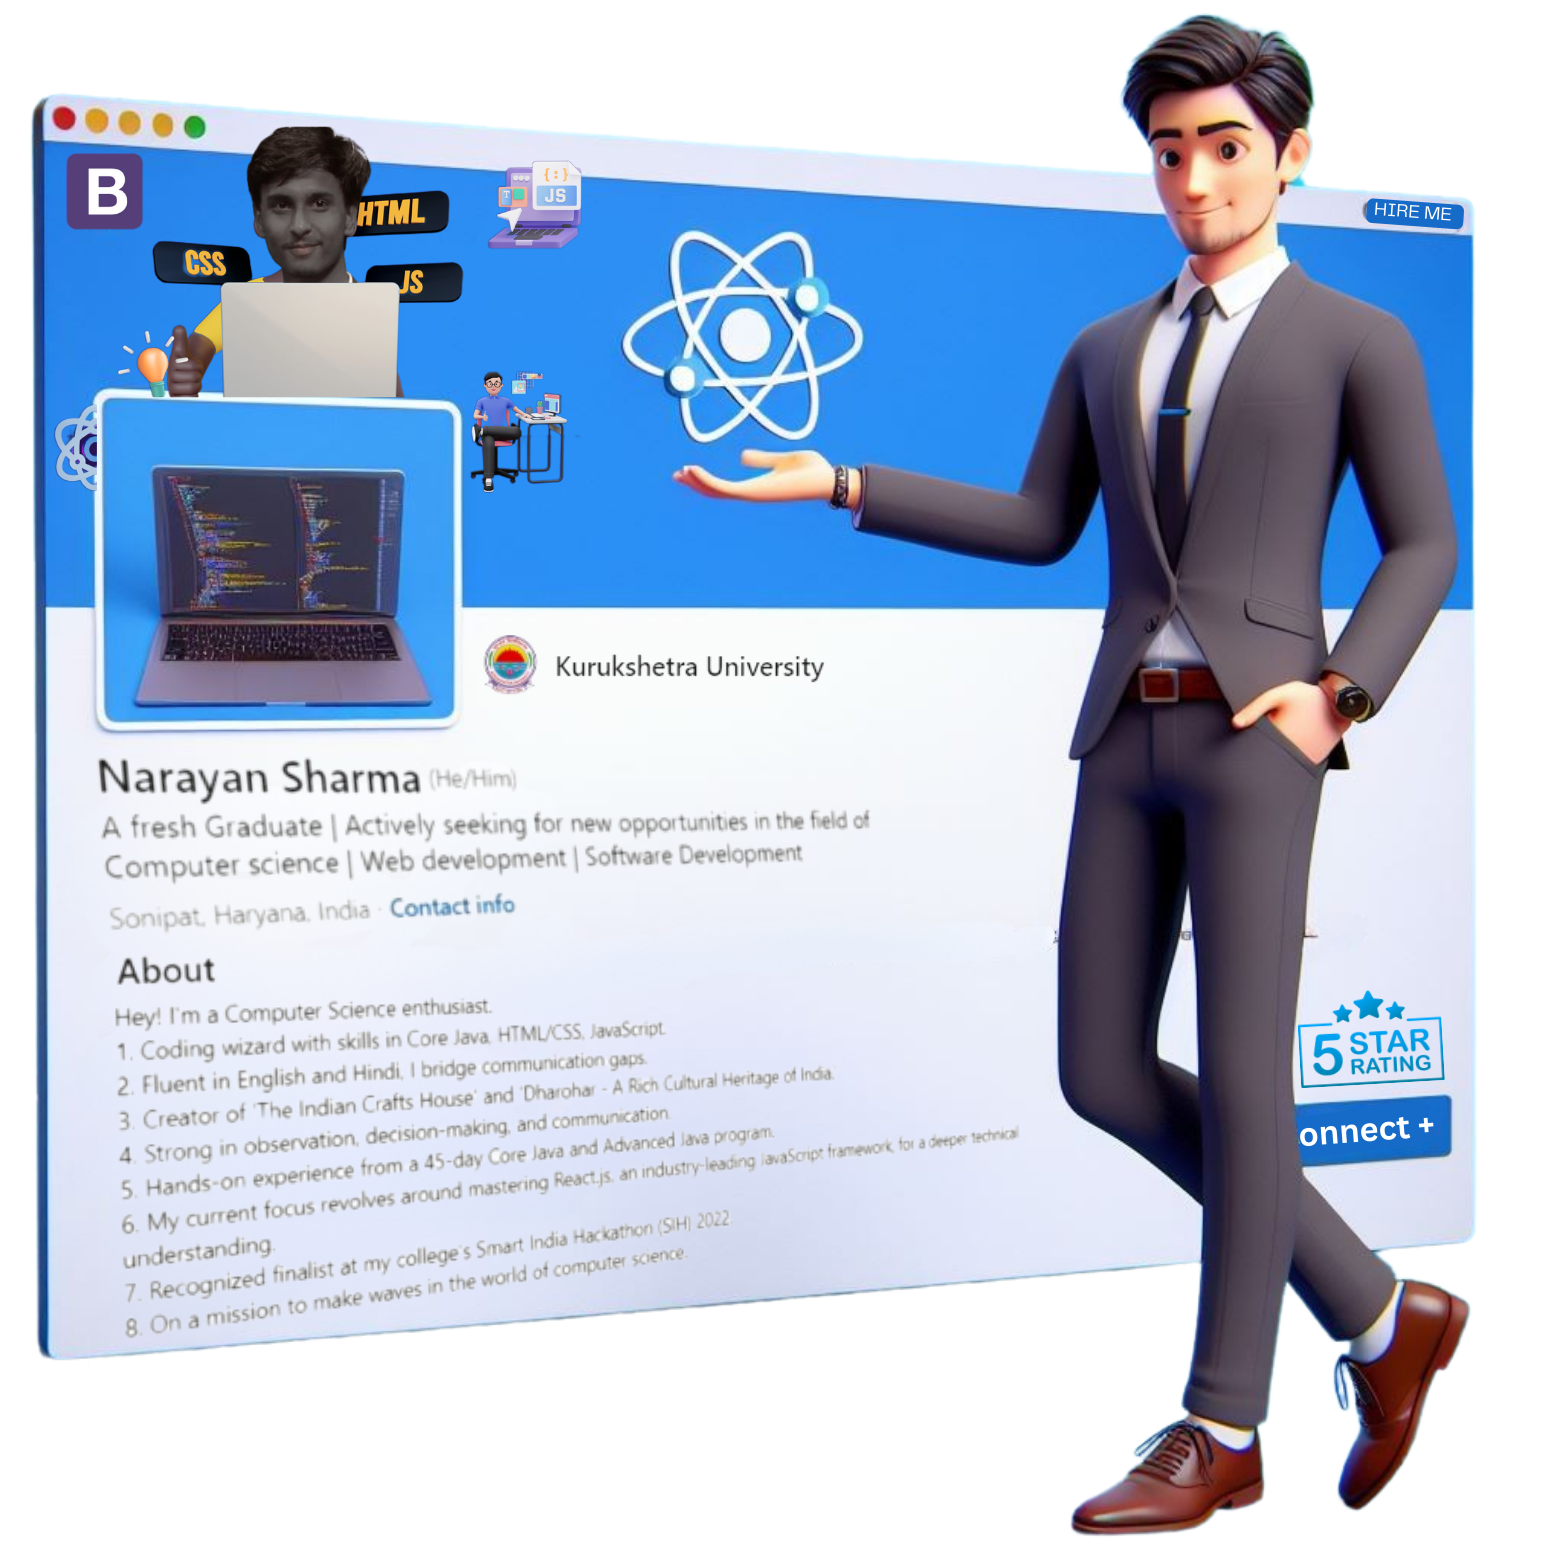 HIRE ME
B
HTML
{:} JS
T
CSS
JS
Kurukshetra University
Narayan Sharma (He/Him)
A fresh Graduate | Actively seeking for new opportunities in the field of
Computer science | Web development | Software Development
Sonipat, Haryana, India · Contact info
About
Hey! I'm a Computer Science enthusiast.
1. Coding wizard with skills in Core Java, HTML/CSS, JavaScript.
2. Fluent in English and Hindi, I bridge communication gaps.
3. Creator of 'The Indian Crafts House' and 'Dharohar - A Rich Cultural Heritage of India.
4. Strong in observation, decision-making, and communication.
5. Hands-on experience from a 45-day Core Java and Advanced Java program.
6. My current focus revolves around mastering React.js, an industry-leading JavaScript framework, for a deeper technical
understanding.
7. Recognized finalist at my college's Smart India Hackathon (SIH) 2022
8. On a mission to make waves in the world of computer science.
5 STAR
RATING
onnect +